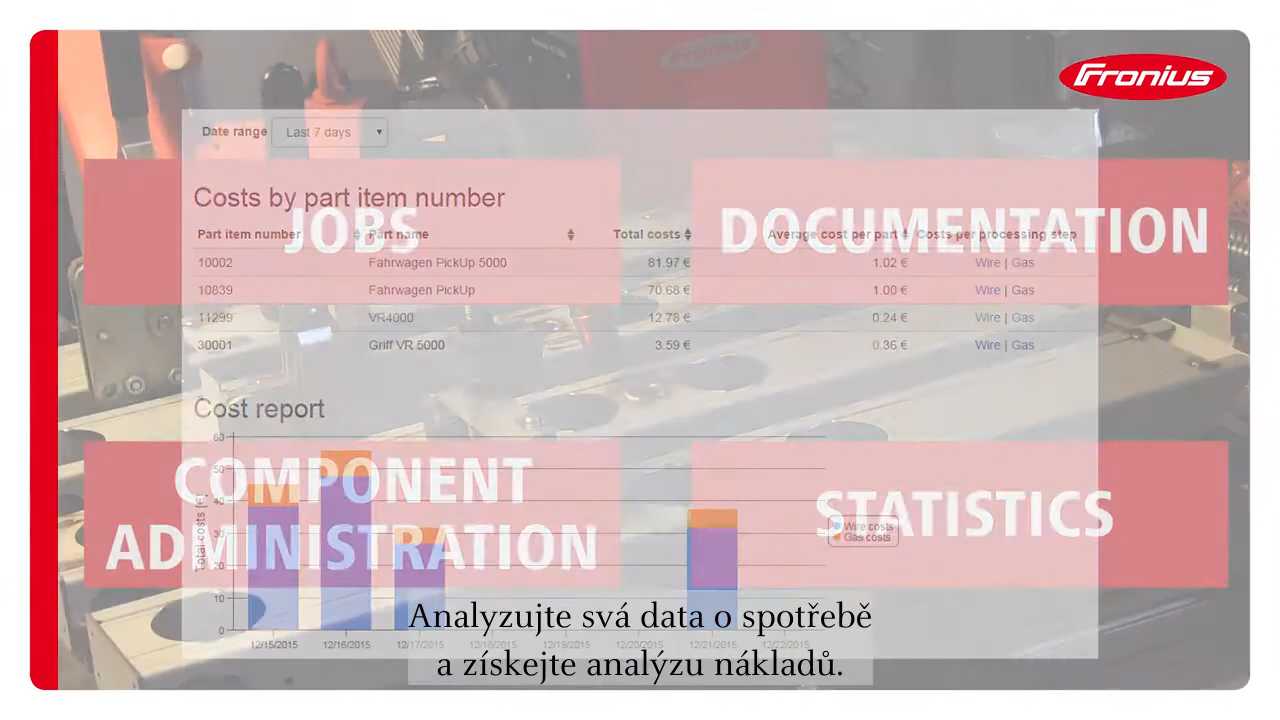 Fronius
Date range Last 7 days
Costs by part item number
JOBS
DOCUMENTATION
Part item number Part name Total costs Average cost per part Costs per processing step
10002 Fahrwagen PickUp 5000 81.97 € 1.02 € Wire | Gas
10839 Fahrwagen PickUp 70.68 € 1.00 € Wire | Gas
11299 VR4000 12.78 € 0.24 € Wire | Gas
30001 Griff VR 5000 3.59 € 0.36 € Wire | Gas
Cost report
COMPONENT
ADMINISTRATION
STATISTICS
Total costs [€]
60
50
40
30
20
10
0
Wire costs
Gas costs
12/15/2015 12/16/2015 12/17/2015 12/18/2015 12/19/2015 12/20/2015 12/21/2015 12/22/2015
Analyzujte svá data o spotřebě
a získejte analýzu nákladů.